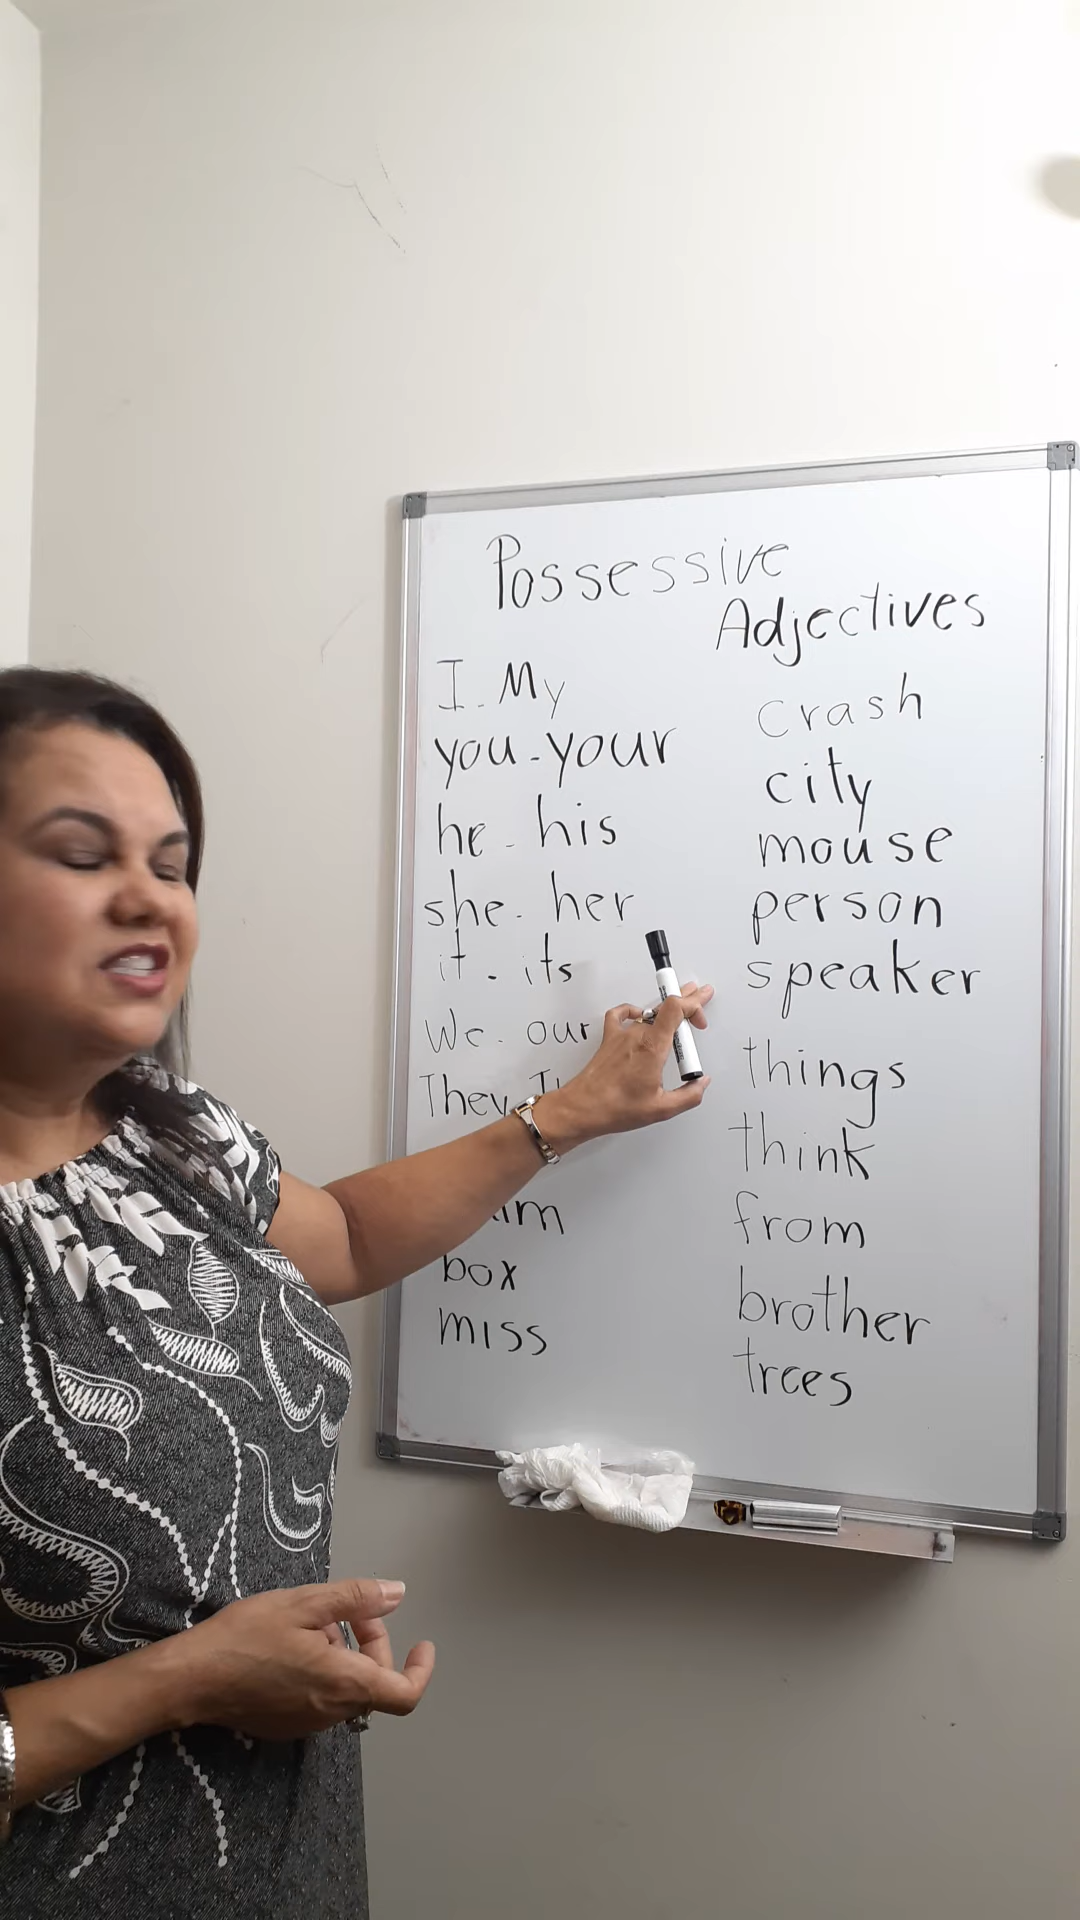 Possessive
Adjectives
I. My
you - your
he - his
she - her
it - its
We - our
They
box
miss
crash
city
mouse
person
speaker
things
think
from
brother
trees